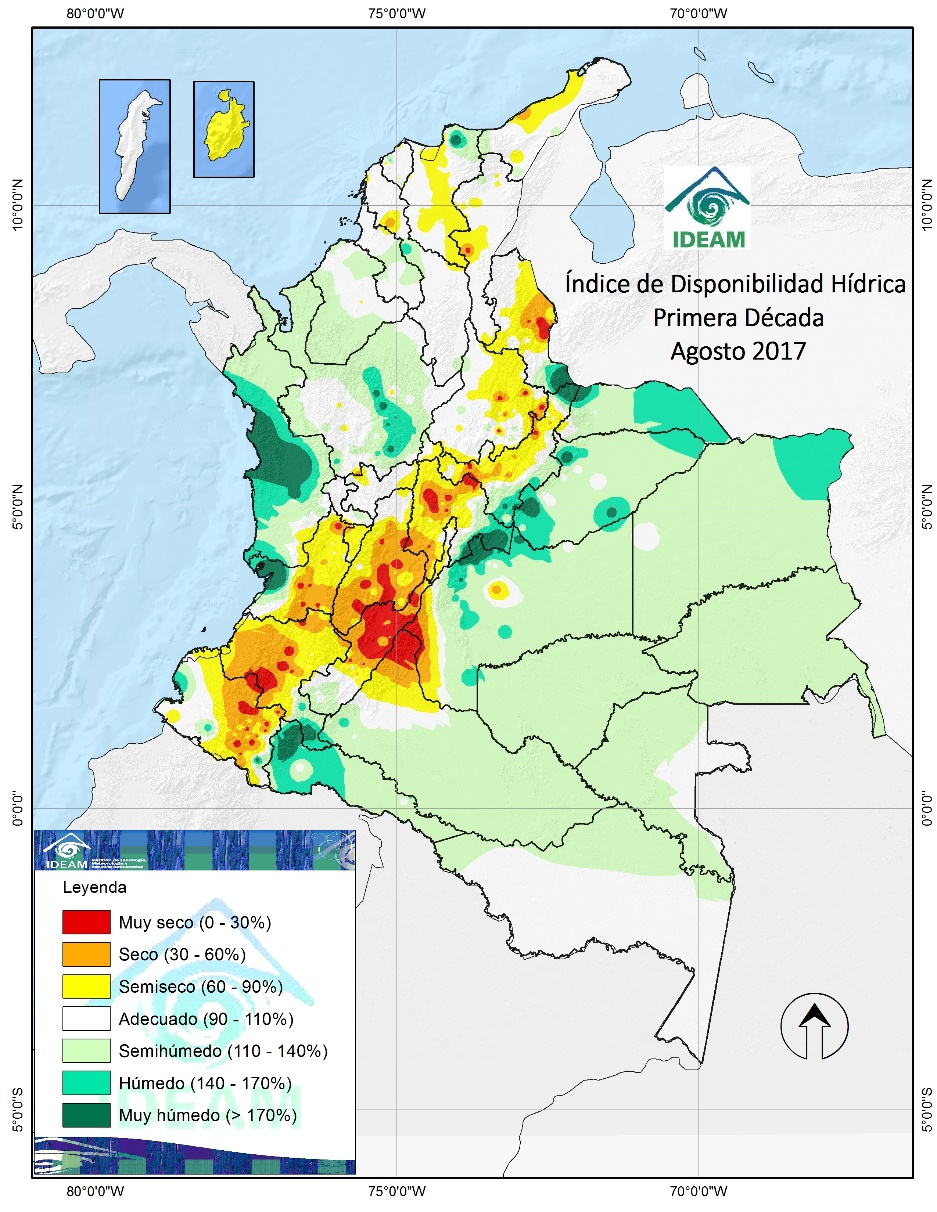 80°0'0"W 75°0'0"W 70°0'0"W
10°0'0"N 10°0'0"N
IDEAM
Índice de Disponibilidad Hídrica
Primera Década
Agosto 2017
5°0'0"N 5°0'0"N
0°0'0" 0°0'0"
IDEAM
Leyenda
Muy seco (0 - 30%)
Seco (30 - 60%)
Semiseco (60 - 90%)
Adecuado (90 - 110%)
Semihúmedo (110 - 140%)
Húmedo (140 - 170%)
Muy húmedo (> 170%)
IDEAM
5°0'0"S 5°0'0"S
80°0'0"W 75°0'0"W 70°0'0"W